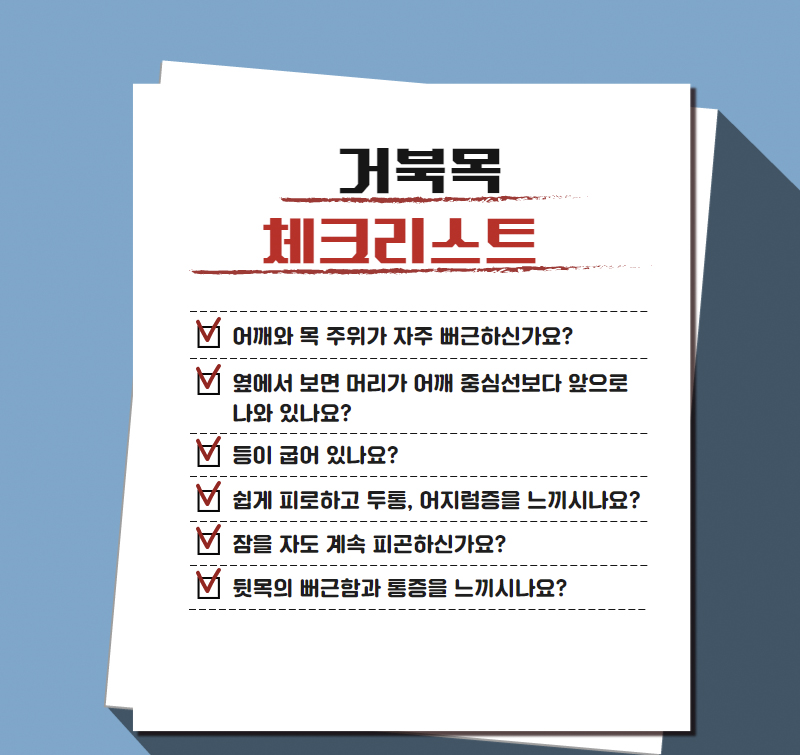 거북목
체크리스트
어깨와 목 주위가 자주 뻐근하신가요?
옆에서 보면 머리가 어깨 중심선보다 앞으로
나와 있나요?
등이 굽어 있나요?
쉽게 피로하고 두통, 어지럼증을 느끼시나요?
잠을 자도 계속 피곤하신가요?
뒷목의 뻐근함과 통증을 느끼시나요?